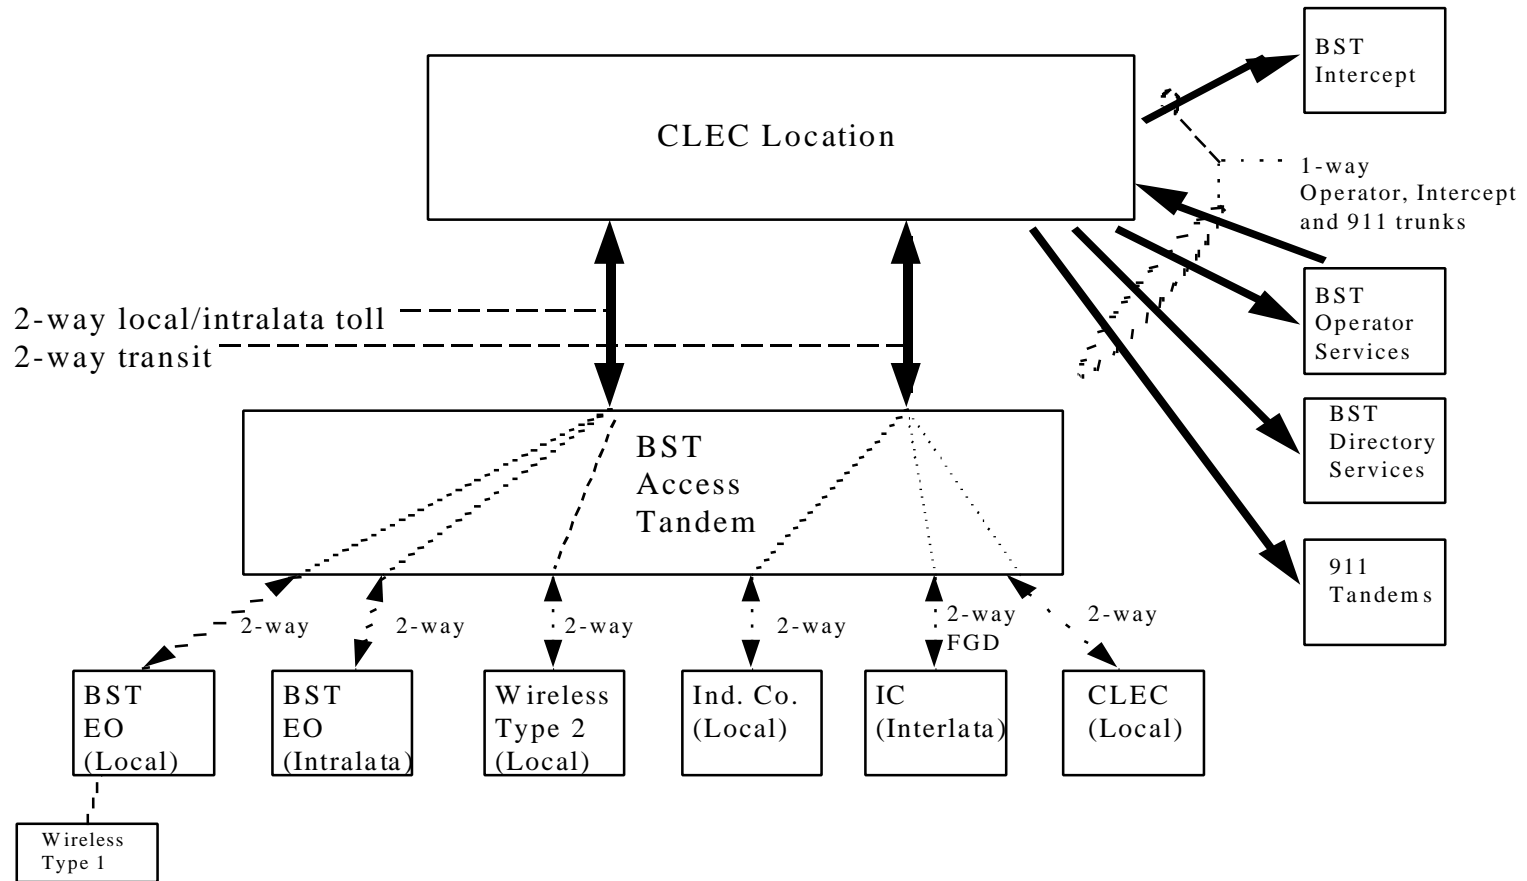 BST
Intercept
CLEC Location
1-way
Operator, Intercept
and 911 trunks
2-way local/intralata toll
2-way transit
BST
Operator
Services
BST
Directory
Services
911
Tandems
BST
Access
Tandem
2-way
2-way
2-way
2-way
2-way
FGD
2-way
BST
EO
(Local)
BST
EO
(Intralata)
Wireless
Type 2
(Local)
Ind. Co.
(Local)
IC
(Interlata)
CLEC
(Local)
Wireless
Type 1